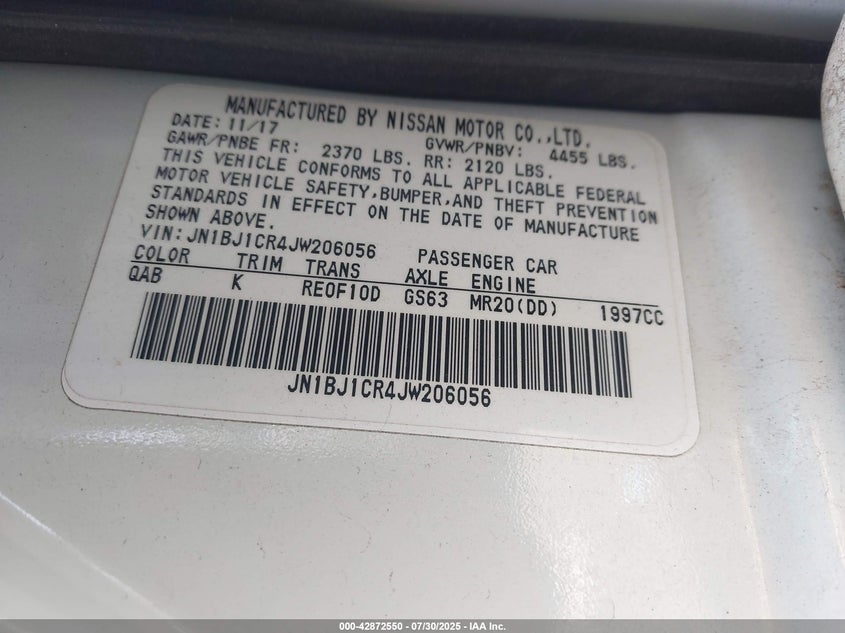 MANUFACTURED BY NISSAN MOTOR CO.,LTD.
DATE: 11/17 GVWR/PNBV: 4455 LBS.
GAWR/PNBE FR: 2370 LBS. RR: 2120 LBS.
THIS VEHICLE CONFORMS TO ALL APPLICABLE FEDERAL
MOTOR VEHICLE SAFETY,BUMPER,AND THEFT PREVENTION
STANDARDS IN EFFECT ON THE DATE OF MANUFACTURE
SHOWN ABOVE.
VIN:JN1BJ1CR4JW206056 PASSENGER CAR
COLOR TRIM TRANS AXLE ENGINE
QAB K RE0F10D GS63 MR20(DD) 1997CC
JN1BJ1CR4JW206056
000-42872550 - 07/30/2025 - IAA Inc.